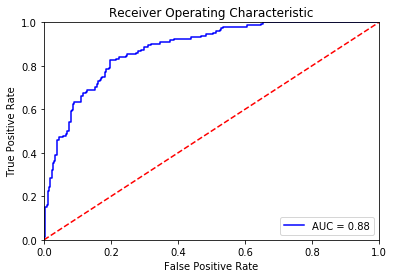 Receiver Operating Characteristic
True Positive Rate
1.0
0.8
0.6
0.4
0.2
0.0
AUC = 0.88
0.0 0.2 0.4 0.6 0.8 1.0
False Positive Rate